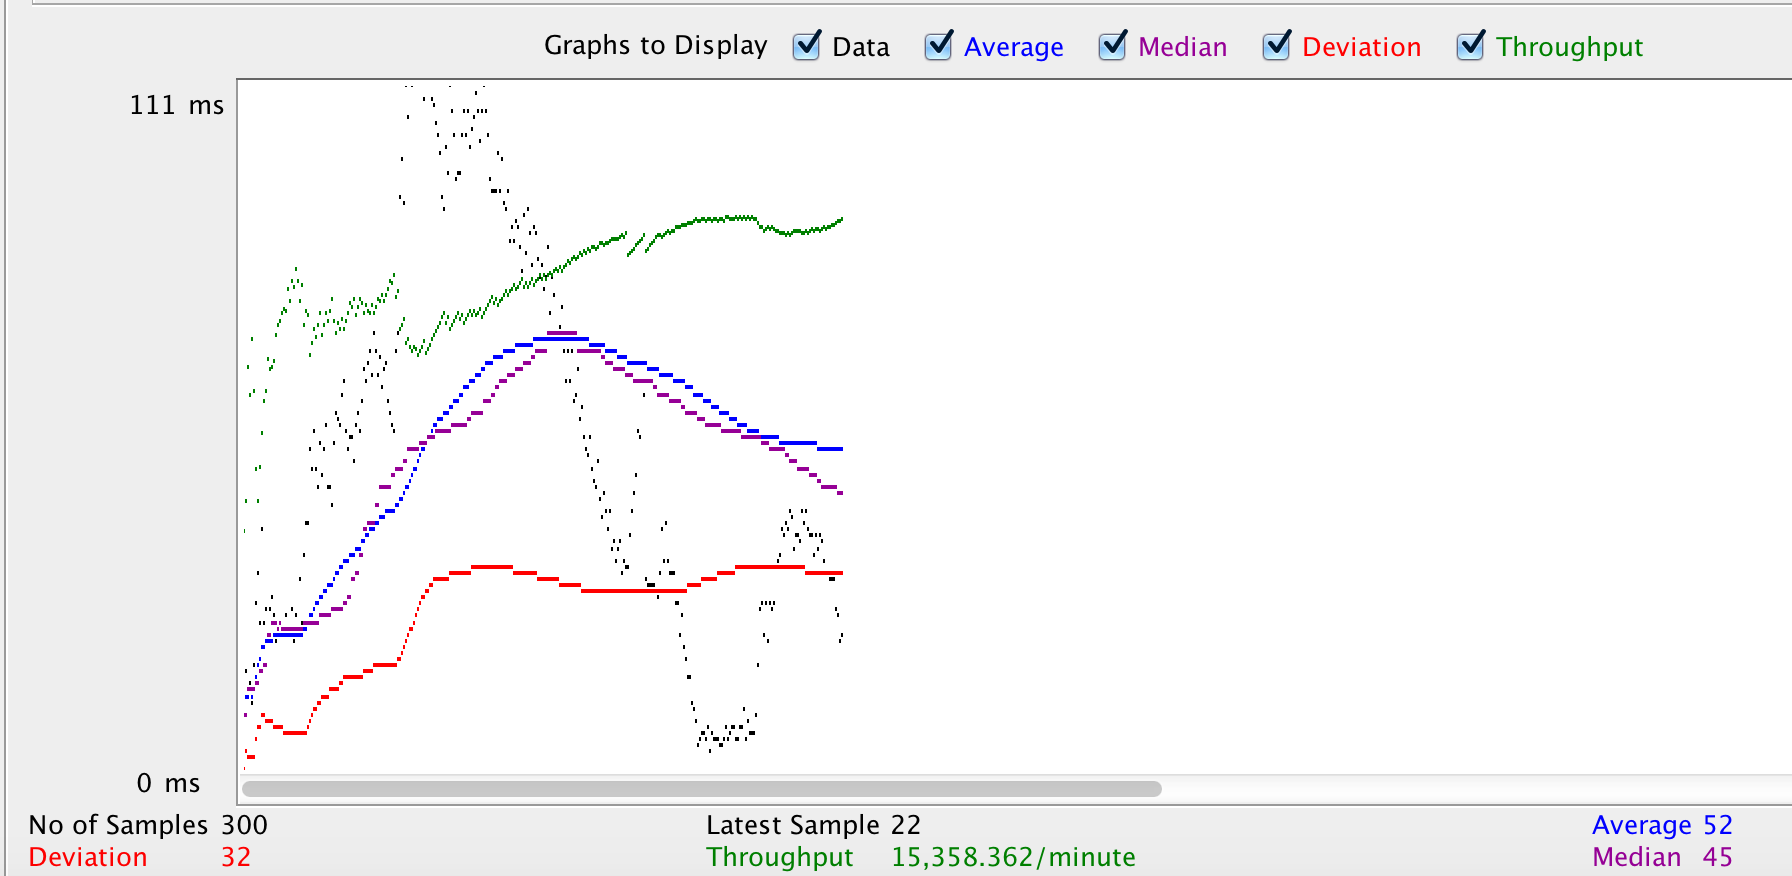 Graphs to Display Data Average Median Deviation Throughput
111 ms
0 ms
No of Samples 300 Latest Sample 22 Average 52
Deviation 32 Throughput 15,358.362/minute Median 45